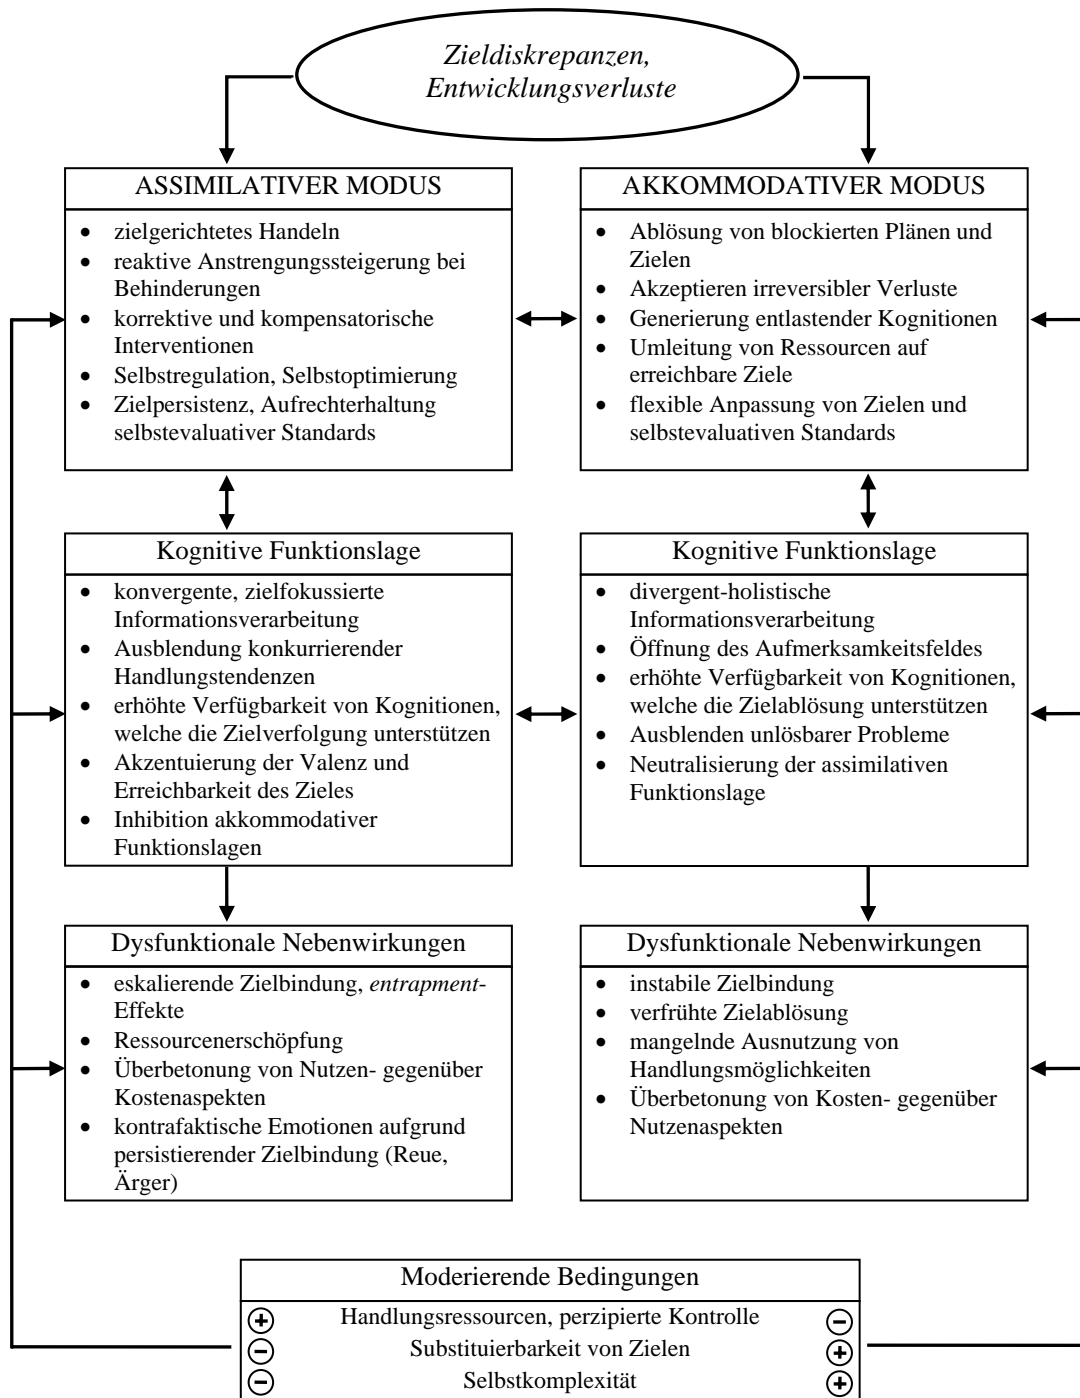 Zieldiskrepanzen,
Entwicklungsverluste
ASSIMILATIVER MODUS
• zielgerichtetes Handeln
• reaktive Anstrengungssteigerung bei
Behinderungen
• korrektive und kompensatorische
Interventionen
• Selbstregulation, Selbstoptimierung
• Zielpersistenz, Aufrechterhaltung
selbstevaluativer Standards
AKKOMMODATIVER MODUS
• Ablösung von blockierten Plänen und
Zielen
• Akzeptieren irreversibler Verluste
• Generierung entlastender Kognitionen
• Umleitung von Ressourcen auf
erreichbare Ziele
• flexible Anpassung von Zielen und
selbstevaluativen Standards
Kognitive Funktionslage
• konvergente, zielfokussierte
Informationsverarbeitung
• Ausblendung konkurrierender
Handlungstendenzen
• erhöhte Verfügbarkeit von Kognitionen,
welche die Zielverfolgung unterstützen
• Akzentuierung der Valenz und
Erreichbarkeit des Zieles
• Inhibition akkommodativer
Funktionslagen
Kognitive Funktionslage
• divergent-holistische
Informationsverarbeitung
• Öffnung des Aufmerksamkeitsfeldes
• erhöhte Verfügbarkeit von Kognitionen,
welche die Zielablösung unterstützen
• Ausblenden unlösbarer Probleme
• Neutralisierung der assimilativen
Funktionslage
Dysfunktionale Nebenwirkungen
• eskalierende Zielbindung, entrapment-
Effekte
• Ressourcenerschöpfung
• Überbetonung von Nutzen- gegenüber
Kostenaspekten
• kontrafaktische Emotionen aufgrund
persistierender Zielbindung (Reue,
Ärger)
Dysfunktionale Nebenwirkungen
• instabile Zielbindung
• verfrühte Zielablösung
• mangelnde Ausnutzung von
Handlungsmöglichkeiten
• Überbetonung von Kosten- gegenüber
Nutzenaspekten
Moderierende Bedingungen
+ Handlungsressourcen, perzipierte Kontrolle −
− Substituierbarkeit von Zielen +
− Selbstkomplexität +